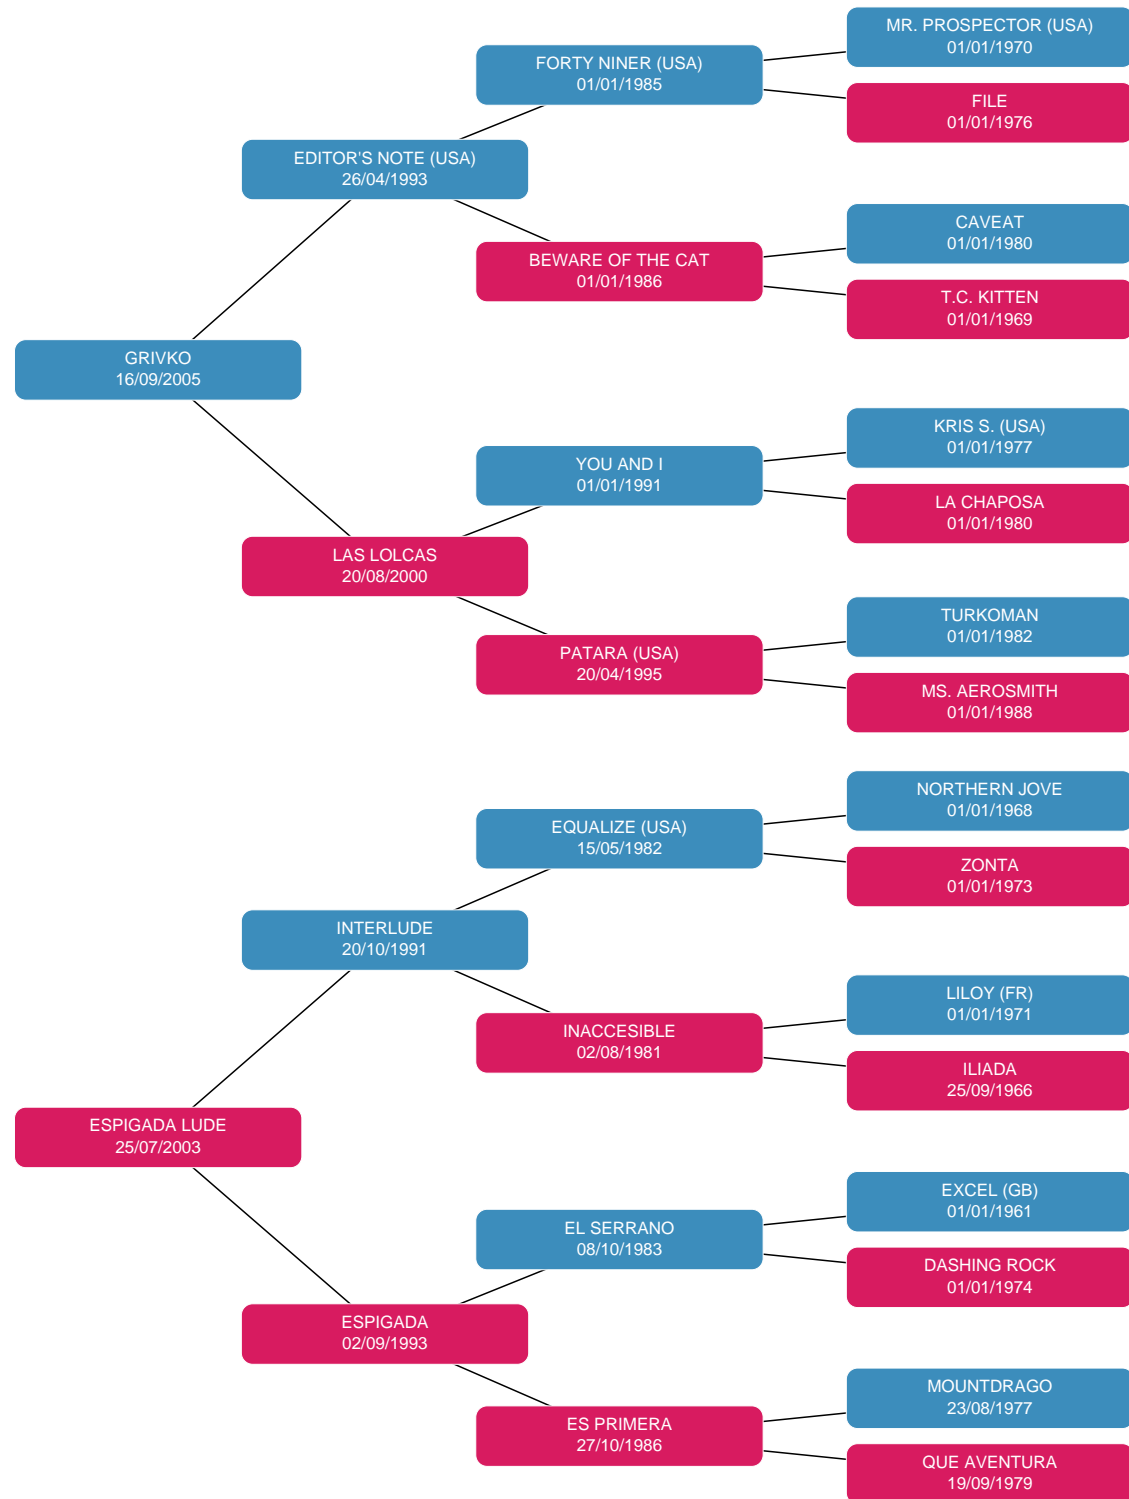 MR. PROSPECTOR (USA)
01/01/1970
FORTY NINER (USA)
01/01/1985
FILE
01/01/1976
EDITOR'S NOTE (USA)
26/04/1993
CAVEAT
01/01/1980
BEWARE OF THE CAT
01/01/1986
T.C. KITTEN
01/01/1969
GRIVKO
16/09/2005
KRIS S. (USA)
01/01/1977
YOU AND I
01/01/1991
LA CHAPOSA
01/01/1980
LAS LOLCAS
20/08/2000
TURKOMAN
01/01/1982
PATARA (USA)
20/04/1995
MS. AEROSMITH
01/01/1988
NORTHERN JOVE
01/01/1968
EQUALIZE (USA)
15/05/1982
ZONTA
01/01/1973
INTERLUDE
20/10/1991
LILOY (FR)
01/01/1971
INACCESIBLE
02/08/1981
ILIADA
25/09/1966
ESPIGADA LUDE
25/07/2003
EXCEL (GB)
01/01/1961
EL SERRANO
08/10/1983
DASHING ROCK
01/01/1974
ESPIGADA
02/09/1993
MOUNTDRAGO
23/08/1977
ES PRIMERA
27/10/1986
QUE AVENTURA
19/09/1979